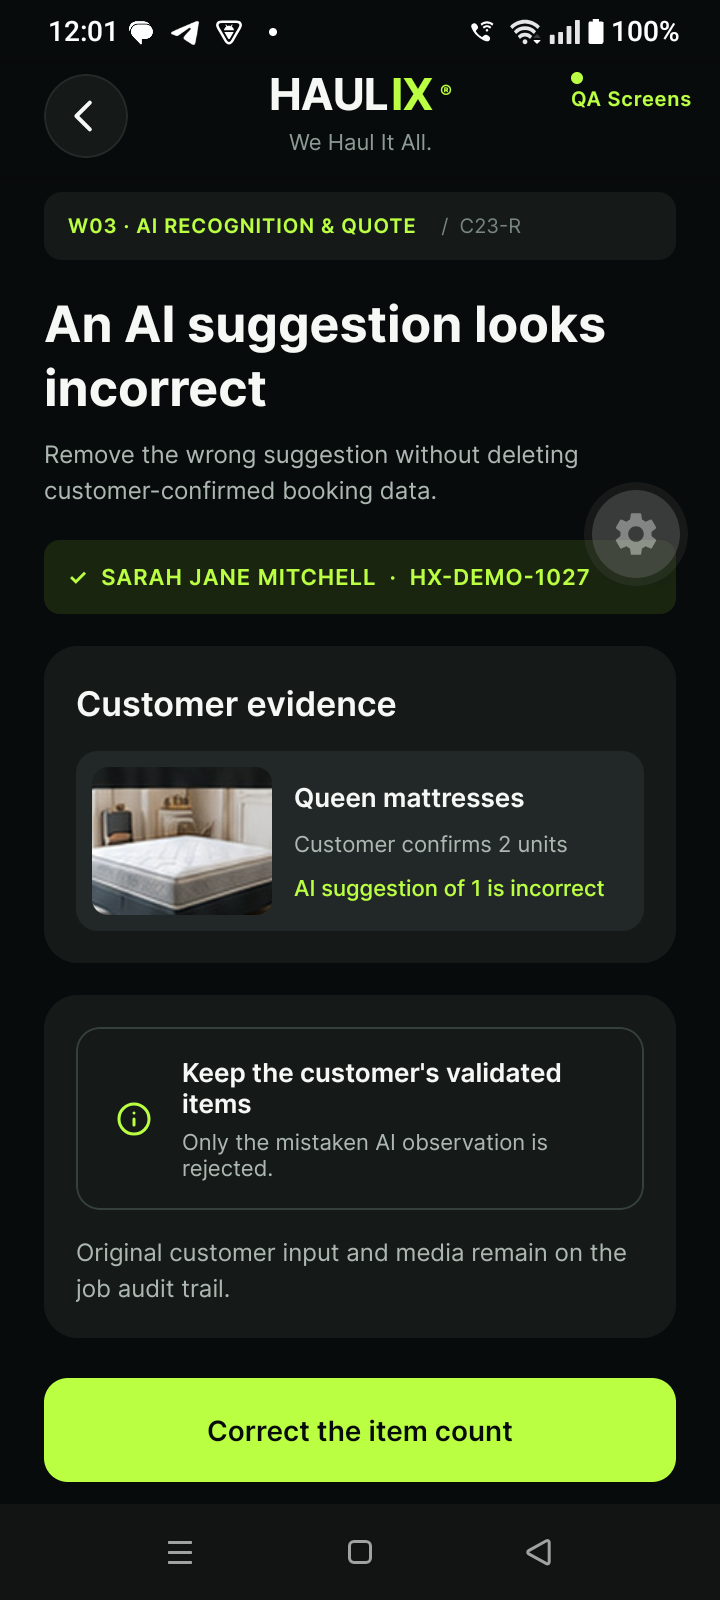 12:01
100%
HAULIX ®
QA Screens
We Haul It All.
W03 · AI RECOGNITION & QUOTE / C23-R
An AI suggestion looks
incorrect
Remove the wrong suggestion without deleting
customer-confirmed booking data.
✓ SARAH JANE MITCHELL · HX-DEMO-1027
Customer evidence
Queen mattresses
Customer confirms 2 units
AI suggestion of 1 is incorrect
Keep the customer's validated
items
Only the mistaken AI observation is
rejected.
Original customer input and media remain on the
job audit trail.
Correct the item count